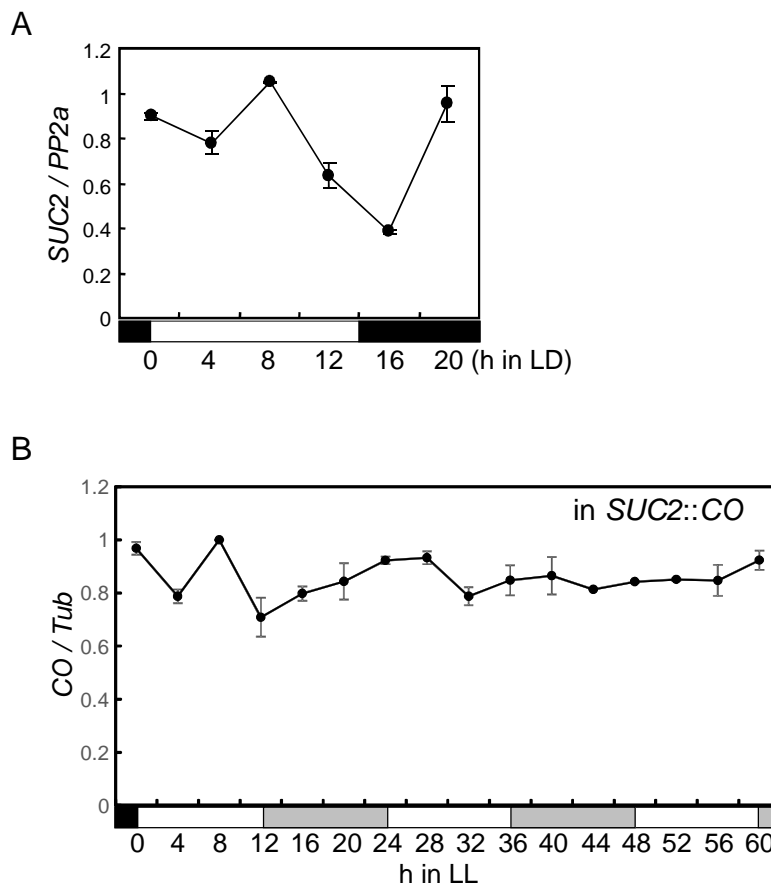 A
SUC2 / PP2a
1.2
1
0.8
0.6
0.4
0.2
0
0 4 8 12 16 20 (h in LD)
B
in SUC2::CO
CO / Tub
1.2
1
0.8
0.6
0.4
0.2
0
0 4 8 12 16 20 24 28 32 36 40 44 48 52 56 60
h in LL